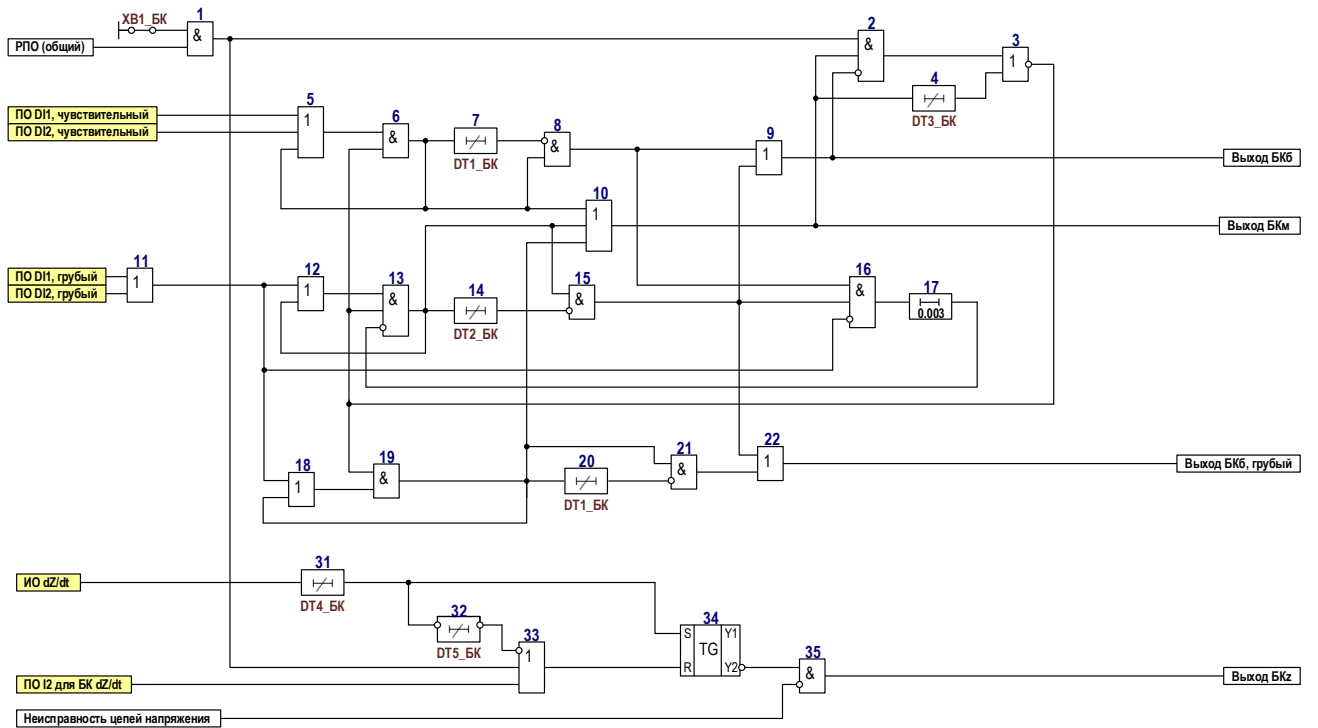 XB1_БК
1
&
РПО (общий)
2
&
3
1
4
DT3_БК
ПО DI1, чувствительный
ПО DI2, чувствительный
5
1
6
&
7
DT1_БК
8
&
9
1
Выход БКб
10
1
Выход БКм
ПО DI1, грубый
ПО DI2, грубый
11
1
12
1
13
&
14
DT2_БК
15
&
16
&
17
0.003
18
1
19
&
20
DT1_БК
21
&
22
1
Выход БКб, грубый
ИО dZ/dt
31
DT4_БК
32
DT5_БК
33
1
34
S
R
TG
Y1
Y2
35
&
Выход БКz
ПО I2 для БК dZ/dt
Неисправность цепей напряжения